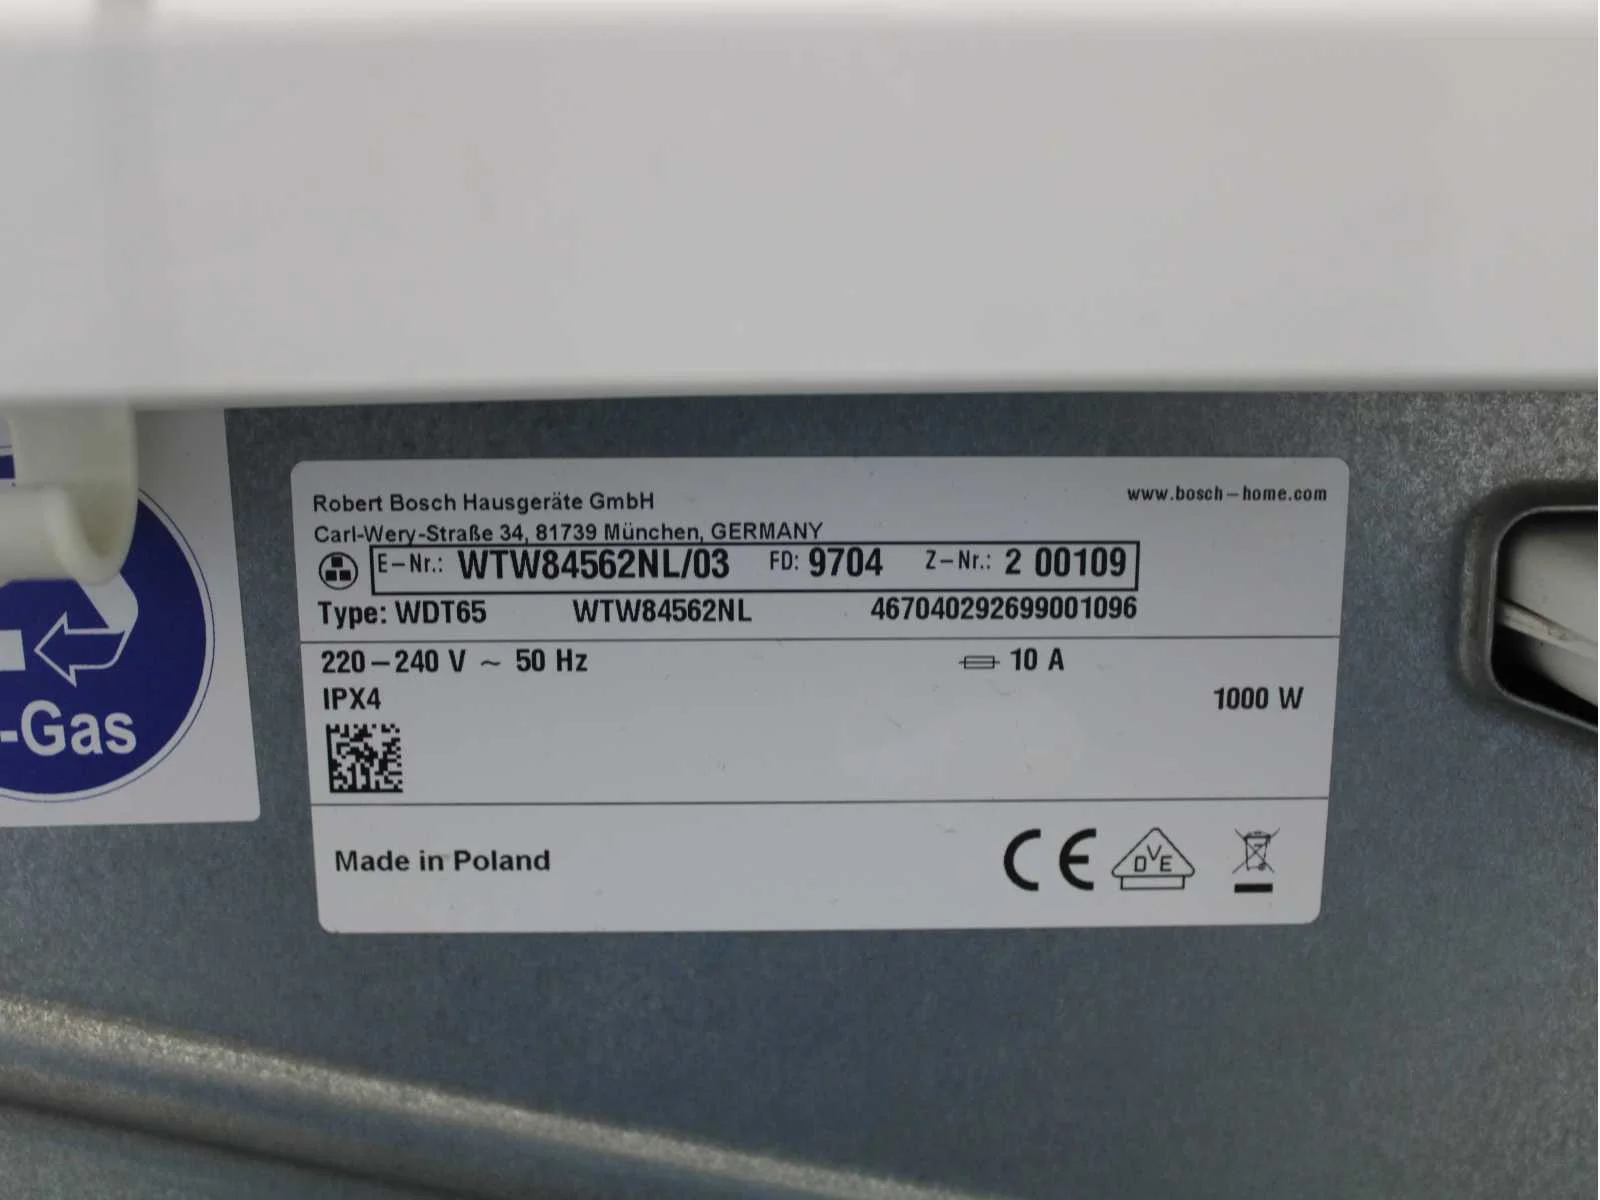 Robert Bosch Hausgeräte GmbH
www.bosch-home.com
Carl-Wery-Straße 34, 81739 München, GERMANY
E-Nr.: WTW84562NL/03 FD: 9704 Z-Nr.: 2 00109
Type: WDT65 WTW84562NL 467040292699001096
220-240 V ~ 50 Hz 10 A
IPX4 1000 W
-Gas
Made in Poland CE DVE